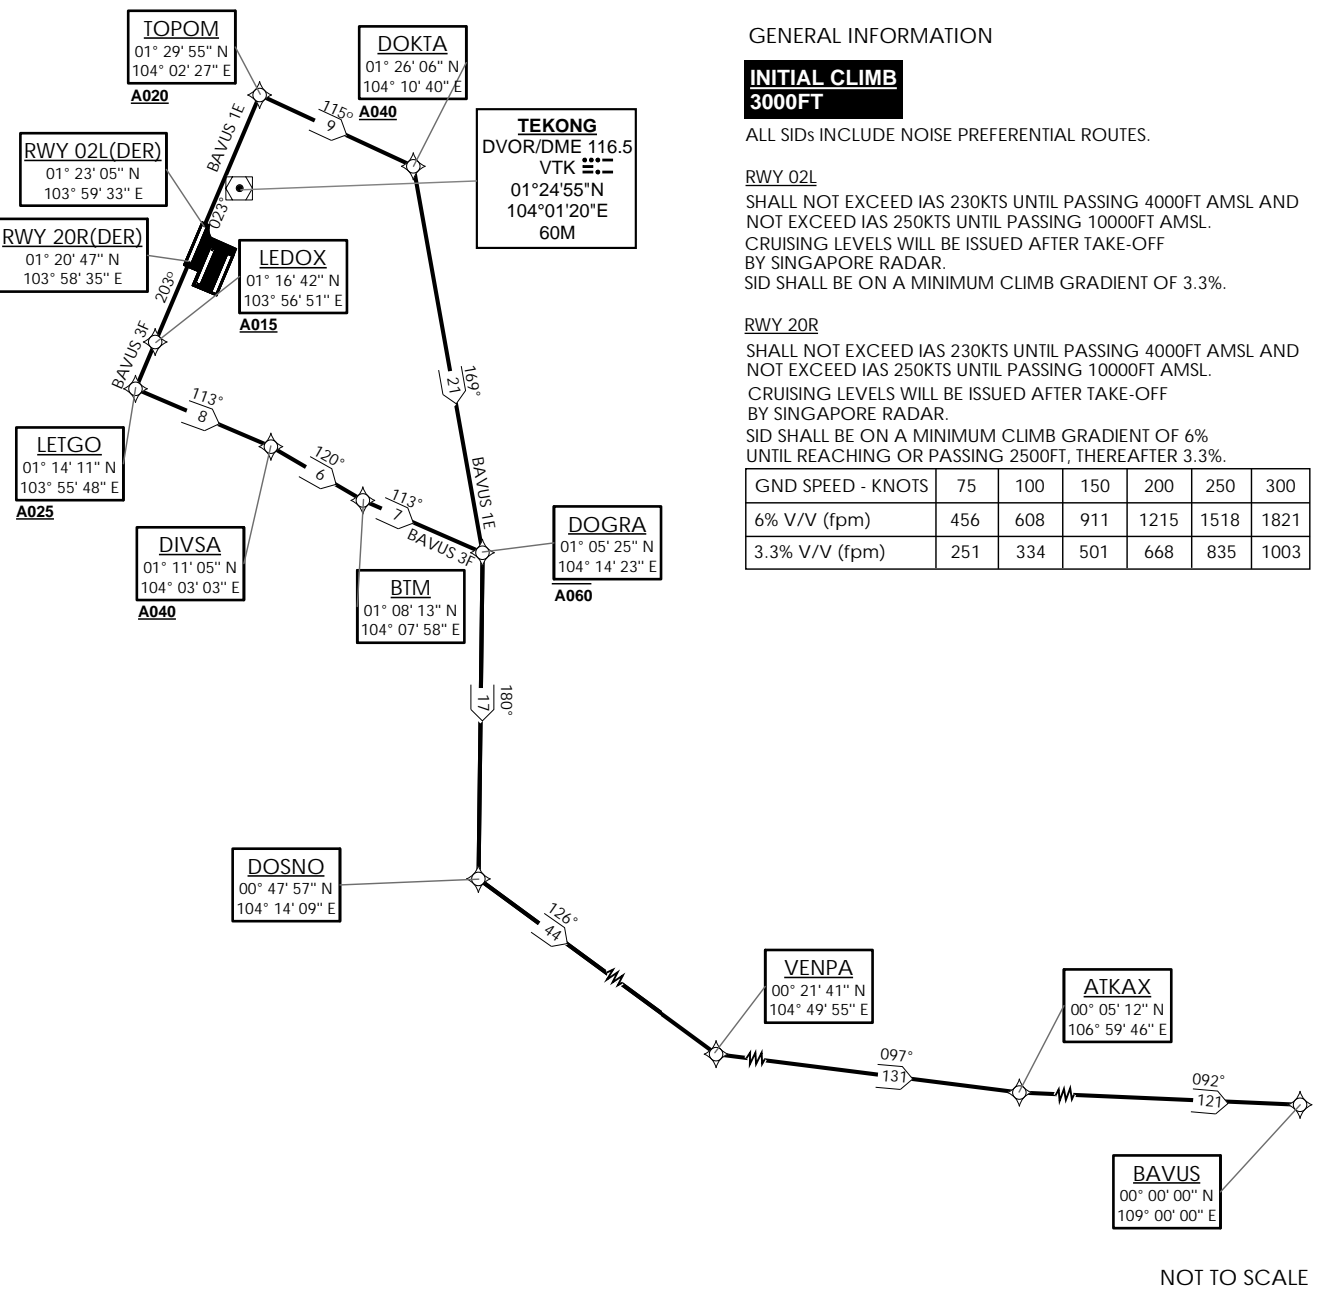 TOPOM
01° 29' 55" N
104° 02' 27" E
A020
DOKTA
01° 26' 06" N
104° 10' 40" E
A040
115°
9
BAVUS 1E
TEKONG
DVOR/DME 116.5
VTK
01°24'55"N
104°01'20"E
60M
RWY 02L(DER)
01° 23' 05" N
103° 59' 33" E
023°
RWY 20R(DER)
01° 20' 47" N
103° 58' 35" E
203°
LEDOX
01° 16' 42" N
103° 56' 51" E
A015
BAVUS 3F
169°
21
BAVUS 1E
113°
8
LETGO
01° 14' 11" N
103° 55' 48" E
A025
120°
6
113°
7
BAVUS 3F
DIVSA
01° 11' 05" N
104° 03' 03" E
A040
BTM
01° 08' 13" N
104° 07' 58" E
DOGRA
01° 05' 25" N
104° 14' 23" E
A060
180°
17
DOSNO
00° 47' 57" N
104° 14' 09" E
126°
44
VENPA
00° 21' 41" N
104° 49' 55" E
097°
131
ATKAX
00° 05' 12" N
106° 59' 46" E
092°
121
BAVUS
00° 00' 00" N
109° 00' 00" E
GENERAL INFORMATION
INITIAL CLIMB
3000FT
ALL SIDs INCLUDE NOISE PREFERENTIAL ROUTES.
RWY 02L
SHALL NOT EXCEED IAS 230KTS UNTIL PASSING 4000FT AMSL AND
NOT EXCEED IAS 250KTS UNTIL PASSING 10000FT AMSL.
CRUISING LEVELS WILL BE ISSUED AFTER TAKE-OFF
BY SINGAPORE RADAR.
SID SHALL BE ON A MINIMUM CLIMB GRADIENT OF 3.3%.
RWY 20R
SHALL NOT EXCEED IAS 230KTS UNTIL PASSING 4000FT AMSL AND
NOT EXCEED IAS 250KTS UNTIL PASSING 10000FT AMSL.
CRUISING LEVELS WILL BE ISSUED AFTER TAKE-OFF
BY SINGAPORE RADAR.
SID SHALL BE ON A MINIMUM CLIMB GRADIENT OF 6%
UNTIL REACHING OR PASSING 2500FT, THEREAFTER 3.3%.
GND SPEED - KNOTS 75 100 150 200 250 300
6% V/V (fpm) 456 608 911 1215 1518 1821
3.3% V/V (fpm) 251 334 501 668 835 1003
NOT TO SCALE